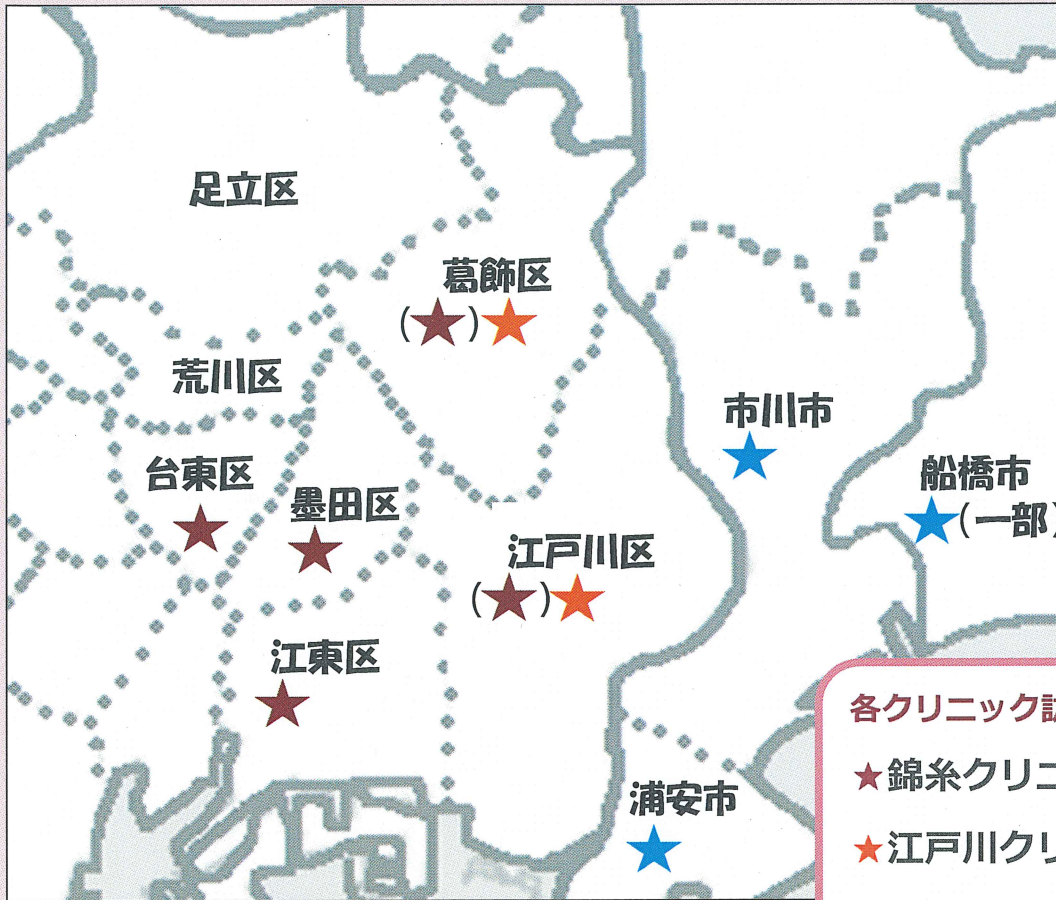 足立区
葛飾区
(★)★
荒川区
市川市
★
台東区
★
墨田区
★
船橋市
★(一部)
江戸川区
(★)★
江東区
★
浦安市
★
各クリニック訪
★錦糸クリニ
★江戸川クリ